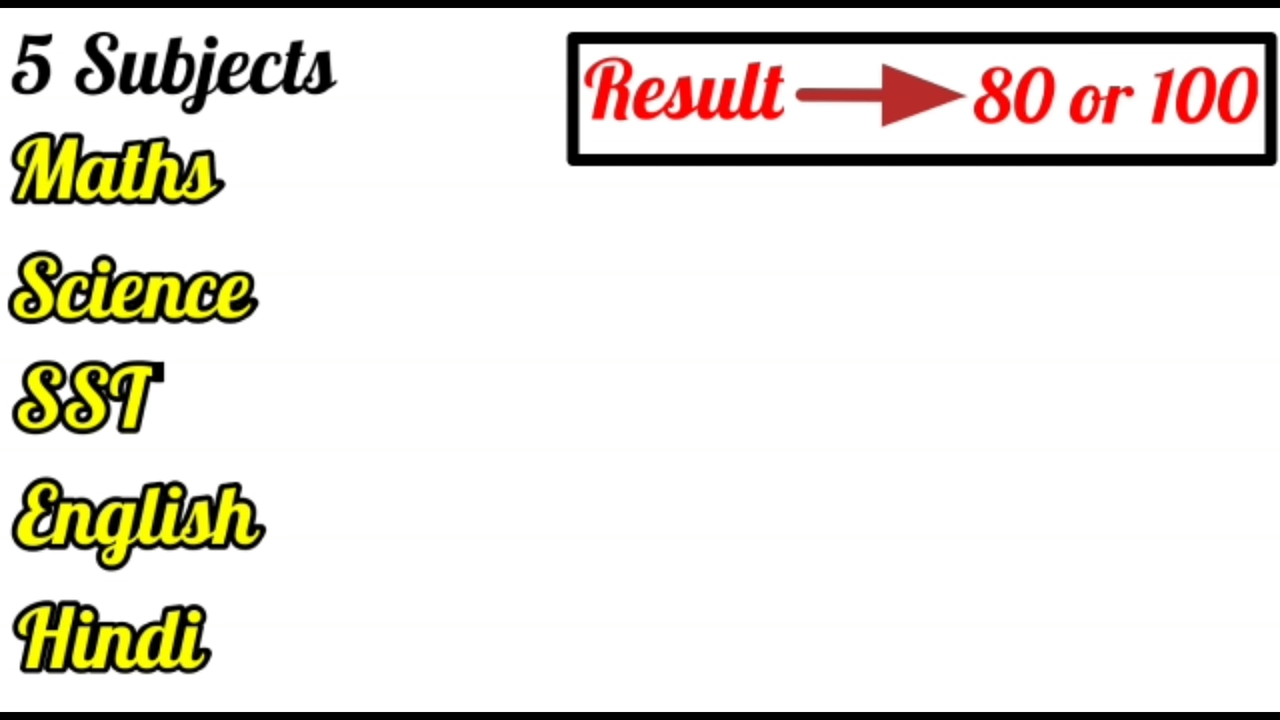 5 Subjects
Result → 80 or 100
Maths
Science
SST
English
Hindi